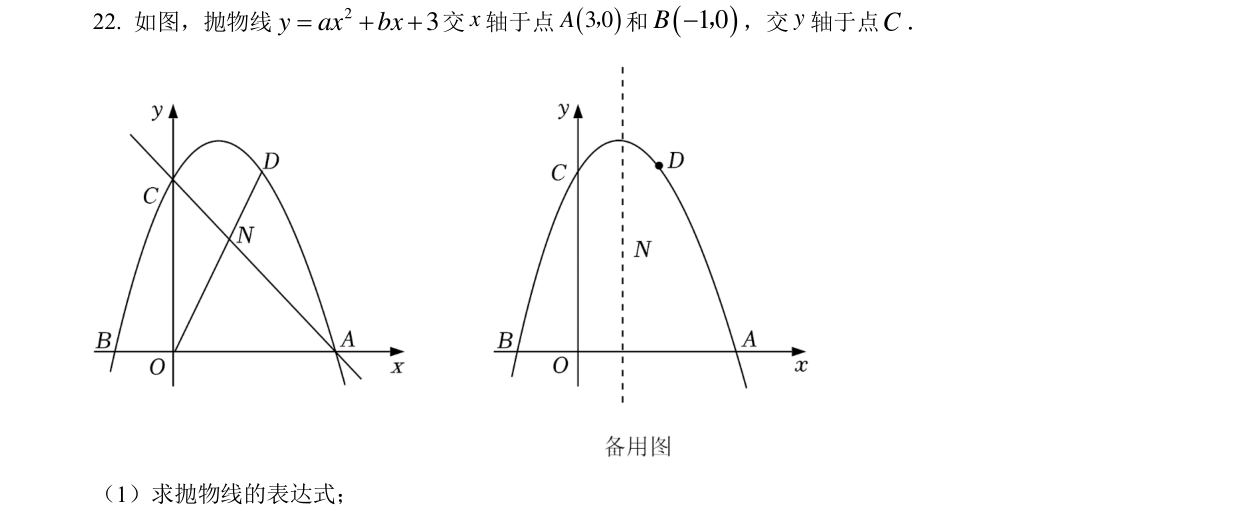 22. 如图，抛物线 y = ax² + bx + 3 交 x 轴于点 A(3,0) 和 B(−1,0)，交 y 轴于点 C．
y
D
C
N
B
A
O
x
y
C
D
N
B
A
O
x
备用图
（1）求抛物线的表达式；